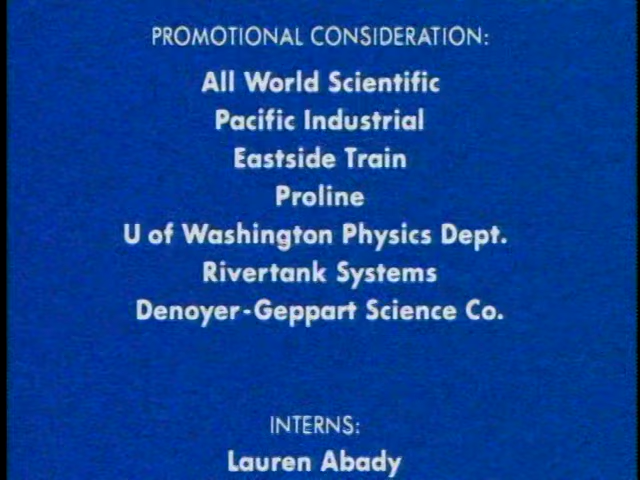 PROMOTIONAL CONSIDERATION:
All World Scientific
Pacific Industrial
Eastside Train
Proline
U of Washington Physics Dept.
Rivertank Systems
Denoyer-Geppart Science Co.
INTERNS:
Lauren Abady